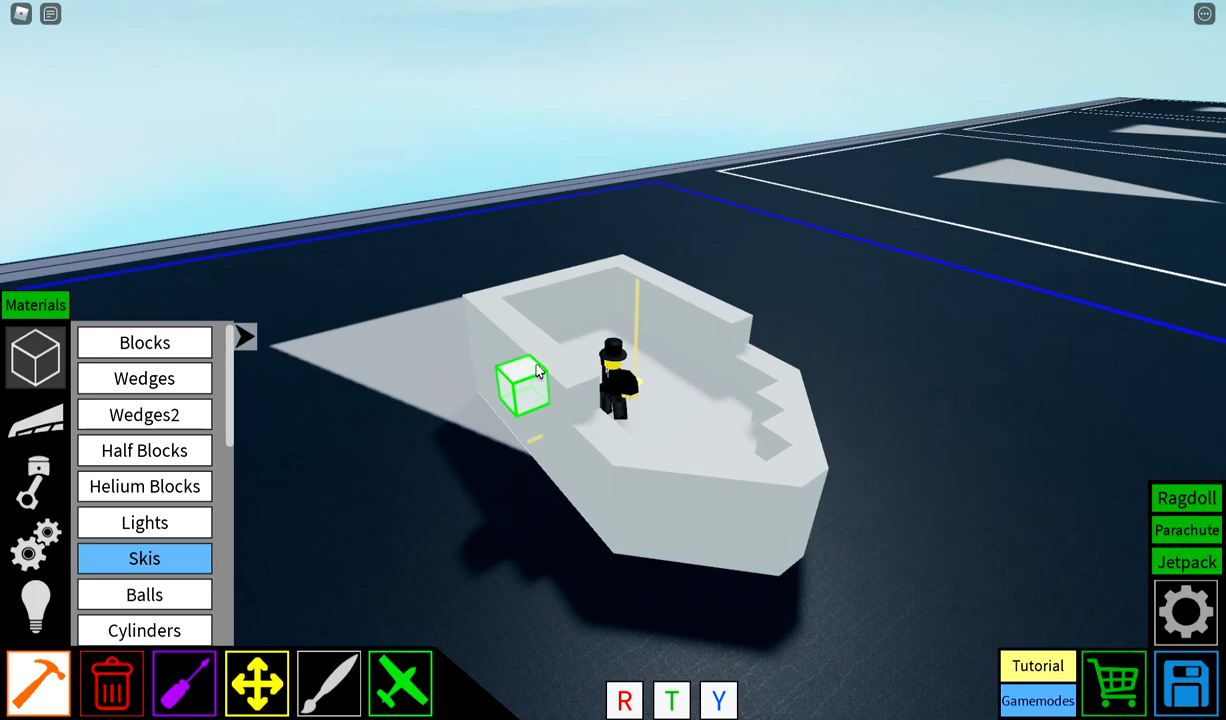 Materials
Blocks
Wedges
Wedges2
Half Blocks
Helium Blocks
Lights
Skis
Balls
Cylinders
Ragdoll
Parachute
Jetpack
Tutorial
Gamemodes
R T Y